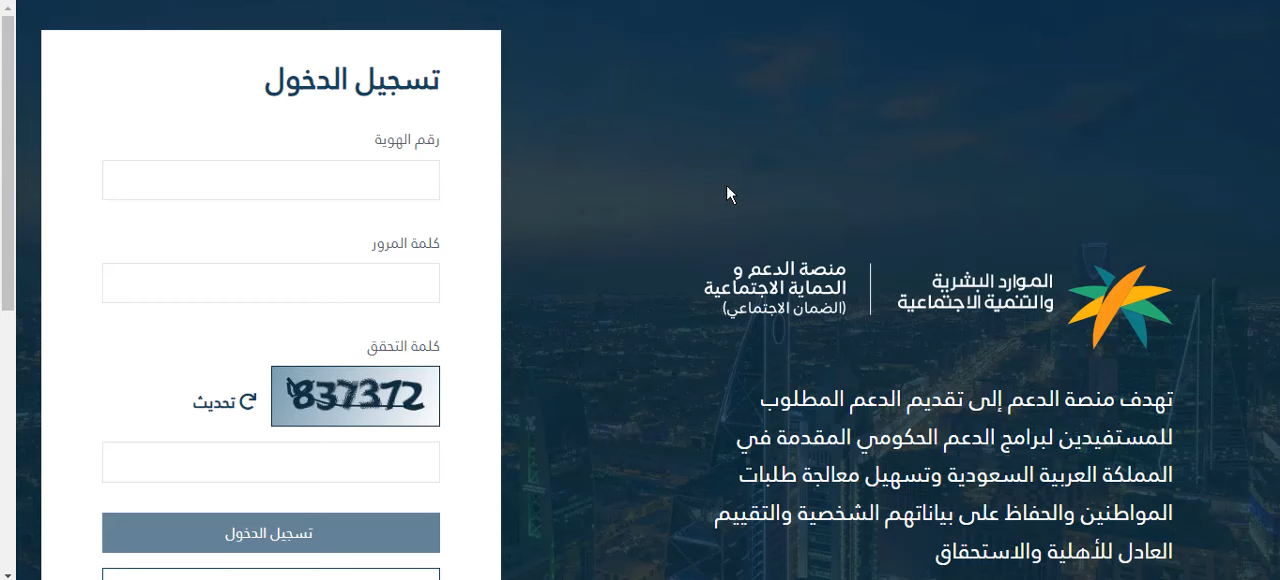 تسجيل الدخول
رقم الهوية
كلمة المرور
كلمة التحقق
837372
تحديث
تسجيل الدخول
الموارد البشرية
والتنمية الاجتماعية
منصة الدعم و
الحماية الاجتماعية
(الضمان الاجتماعي)
تهدف منصة الدعم إلى تقديم الدعم المطلوب
للمستفيدين لبرامج الدعم الحكومي المقدمة في
المملكة العربية السعودية وتسهيل معالجة طلبات
المواطنين والحفاظ على بياناتهم الشخصية والتقييم
العادل للأهلية والاستحقاق